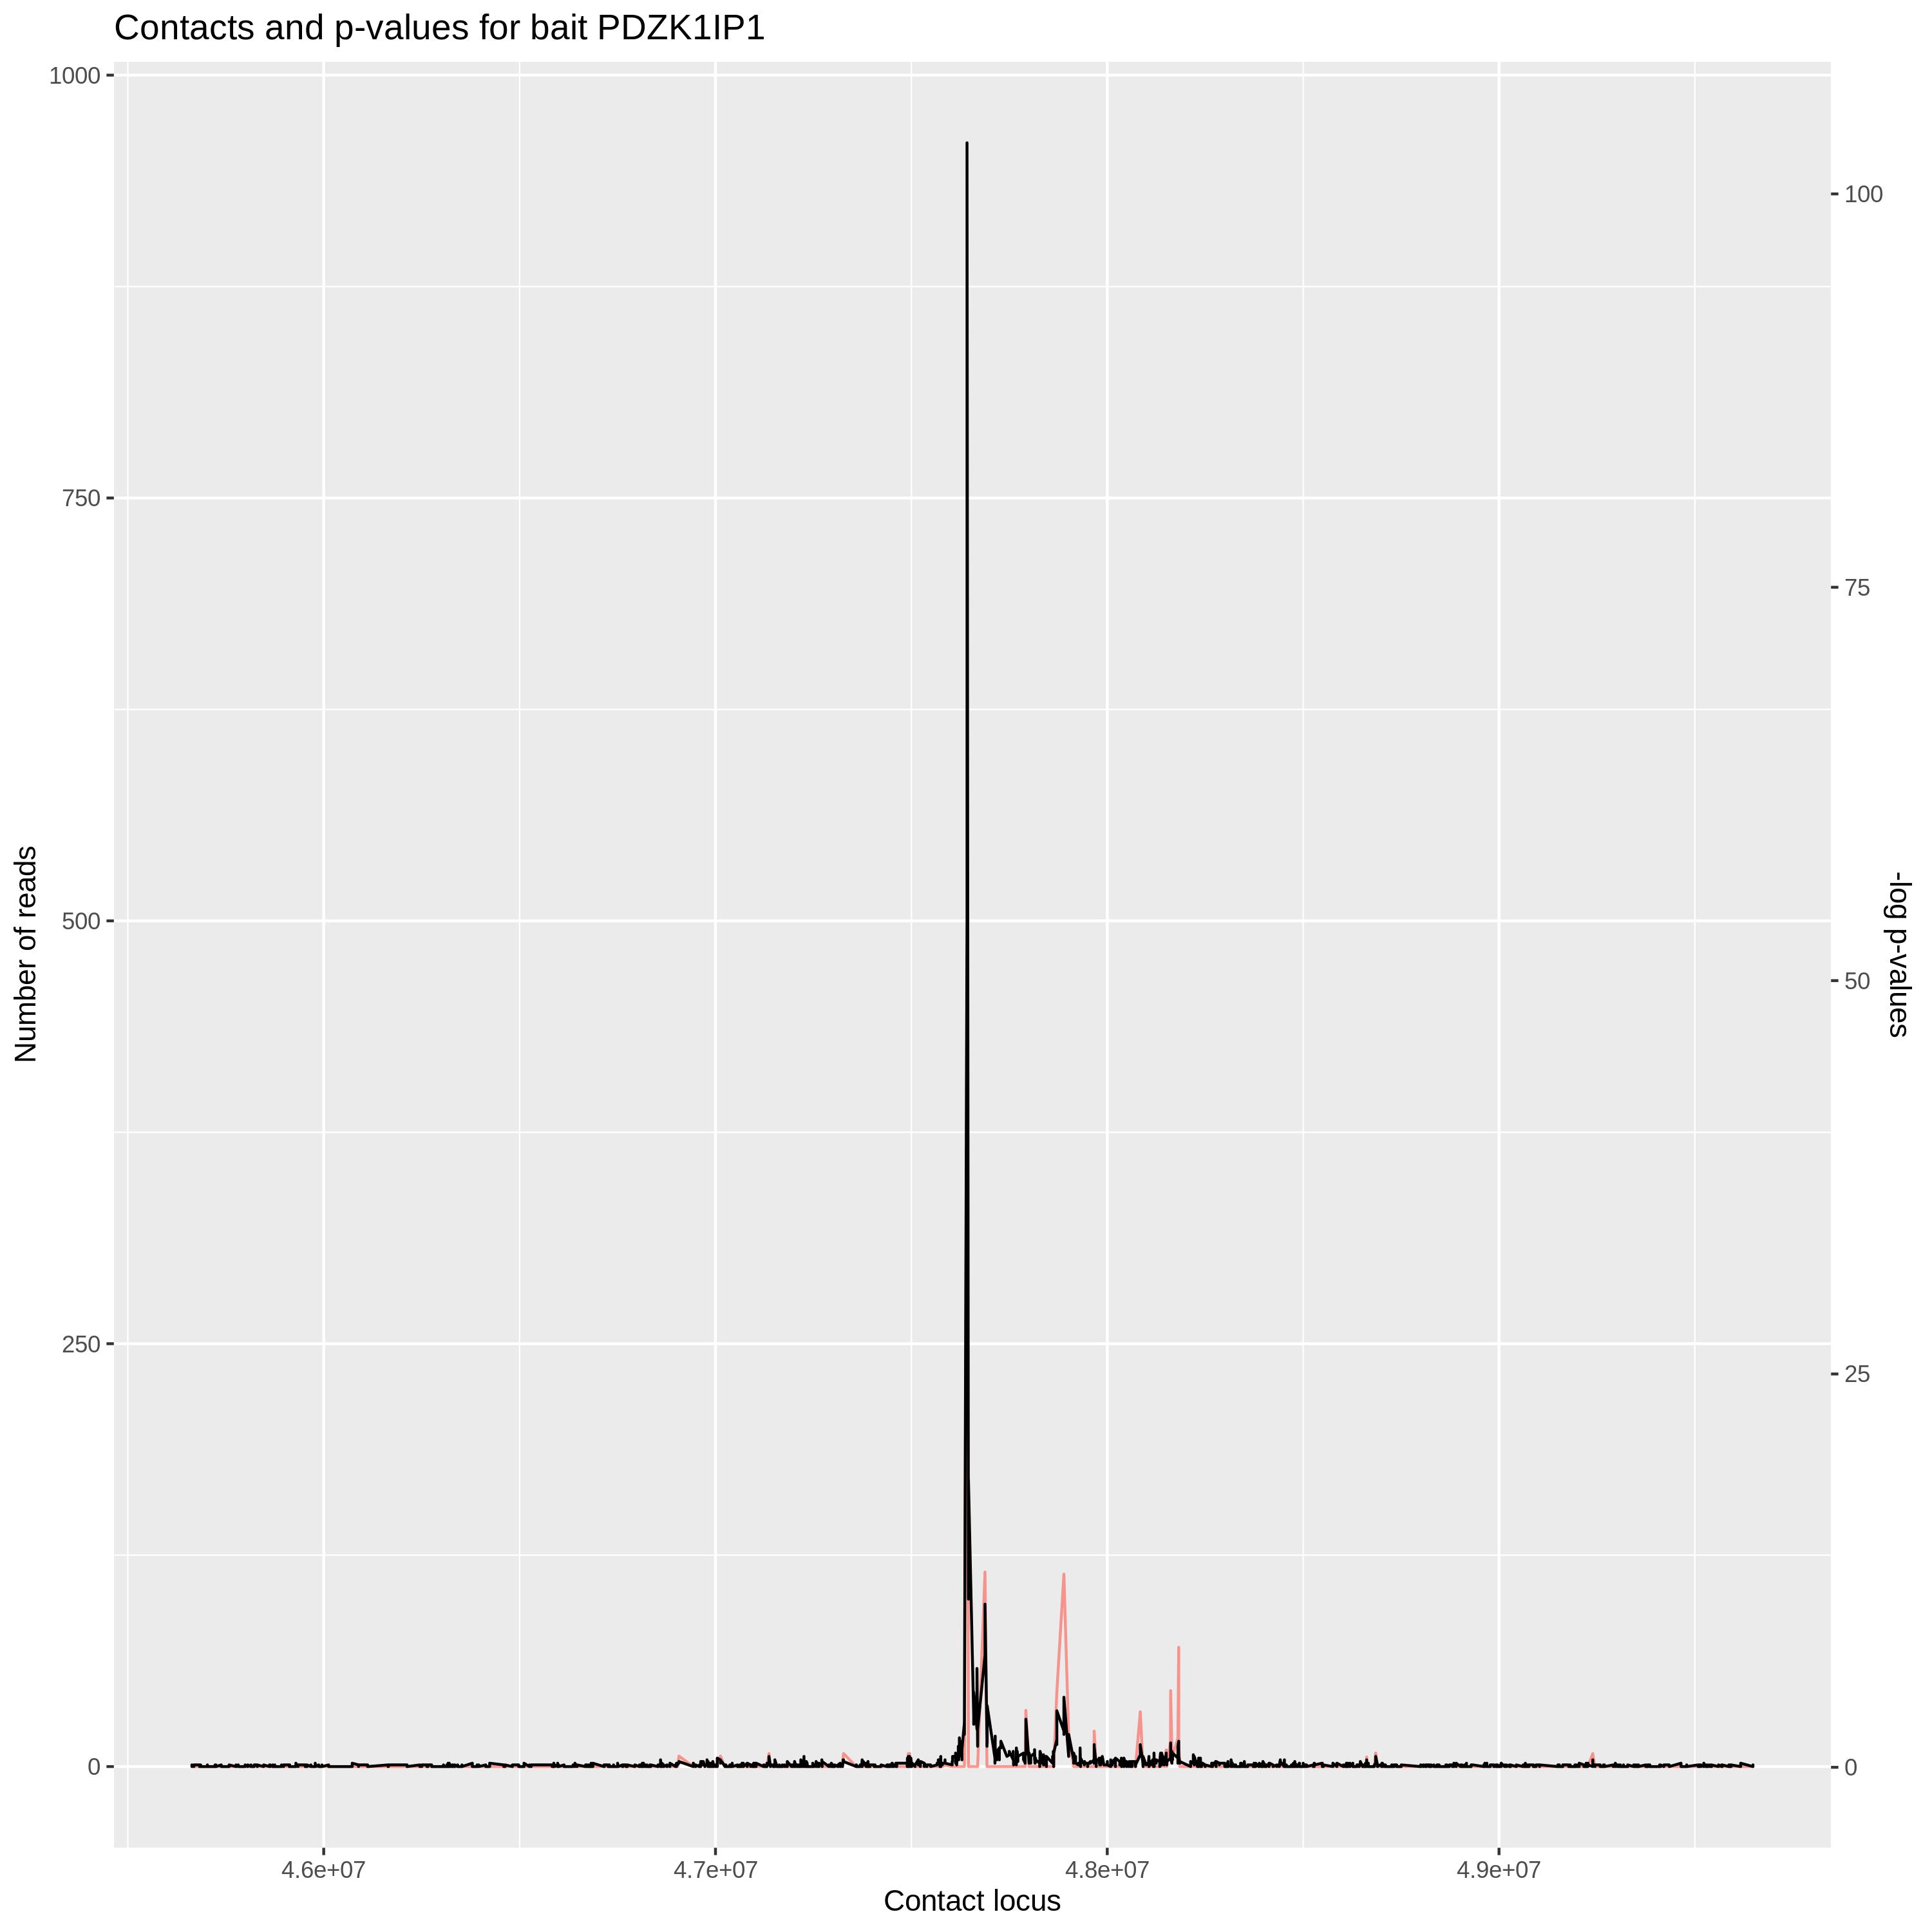 Contacts and p-values for bait PDZK1IP1
1000
750
500
250
0
Number of reads
100
75
50
25
0
-log p-values
4.6e+07
4.7e+07
4.8e+07
4.9e+07
Contact locus